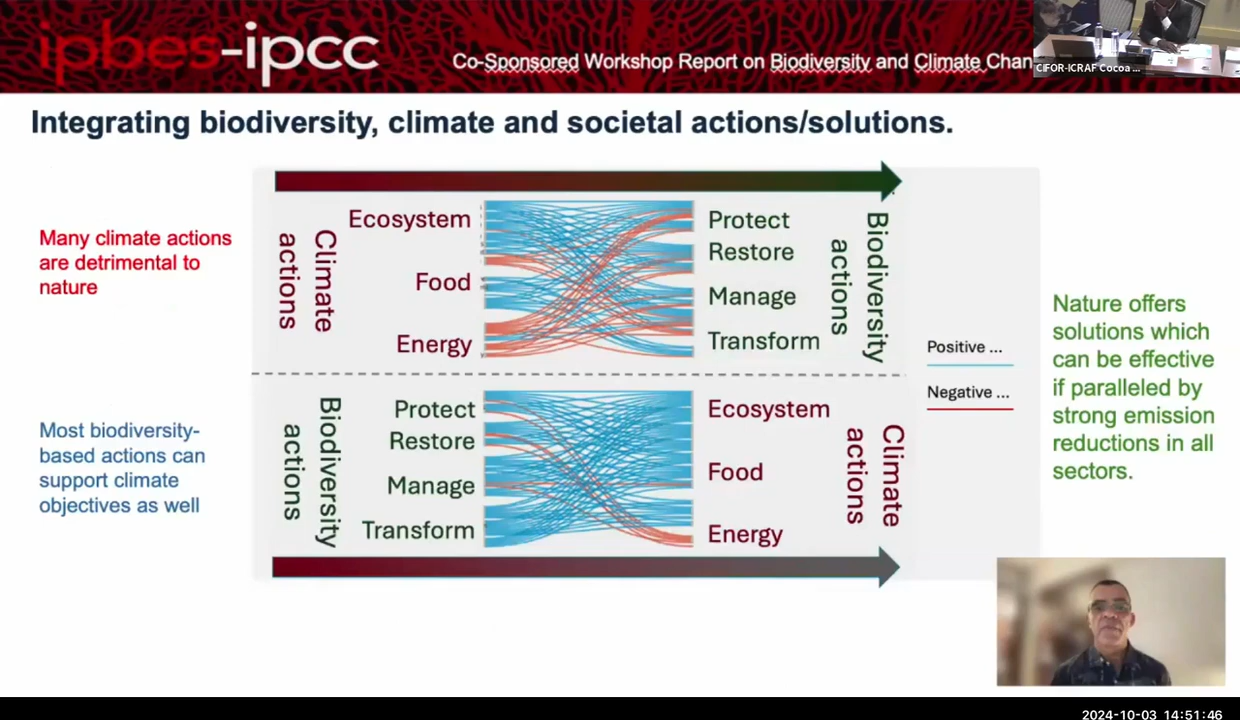 ipbes-ipcc
Co-Sponsored Workshop Report on Biodiversity and Climate Chan
CIFOR-ICRAF Cocoa ...
Integrating biodiversity, climate and societal actions/solutions.
Many climate actions
are detrimental to
nature
Climate
actions
Ecosystem
Food
Energy
Protect
Restore
Manage
Transform
Biodiversity
actions
Positive ...
Negative ...
Most biodiversity-
based actions can
support climate
objectives as well
Biodiversity
actions
Protect
Restore
Manage
Transform
Ecosystem
Food
Energy
Climate
actions
Nature offers
solutions which
can be effective
if paralleled by
strong emission
reductions in all
sectors.
2024-10-03 14:51:46